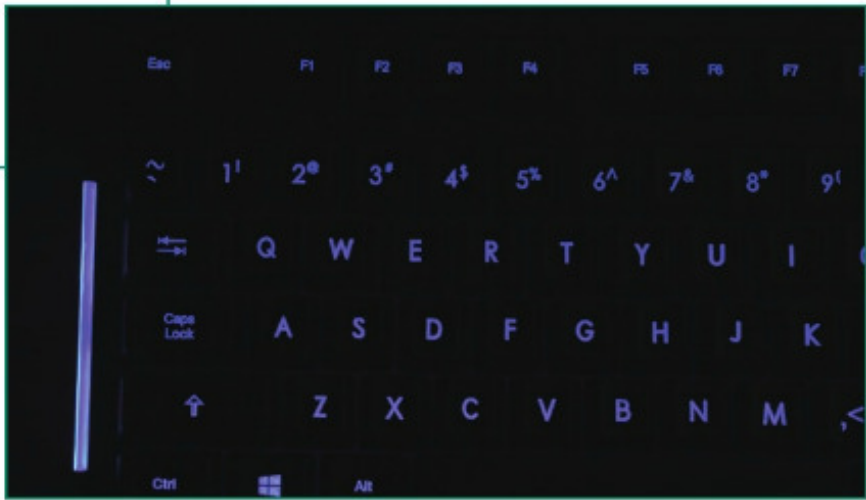 Esc F1 F2 F3 F4 F5 F6 F7
~ ` 1! 2@ 3# 4$ 5% 6^ 7& 8* 9(
Q W E R T Y U I
Caps
Lock A S D F G H J K
Z X C V B N M ,<
Ctrl Alt